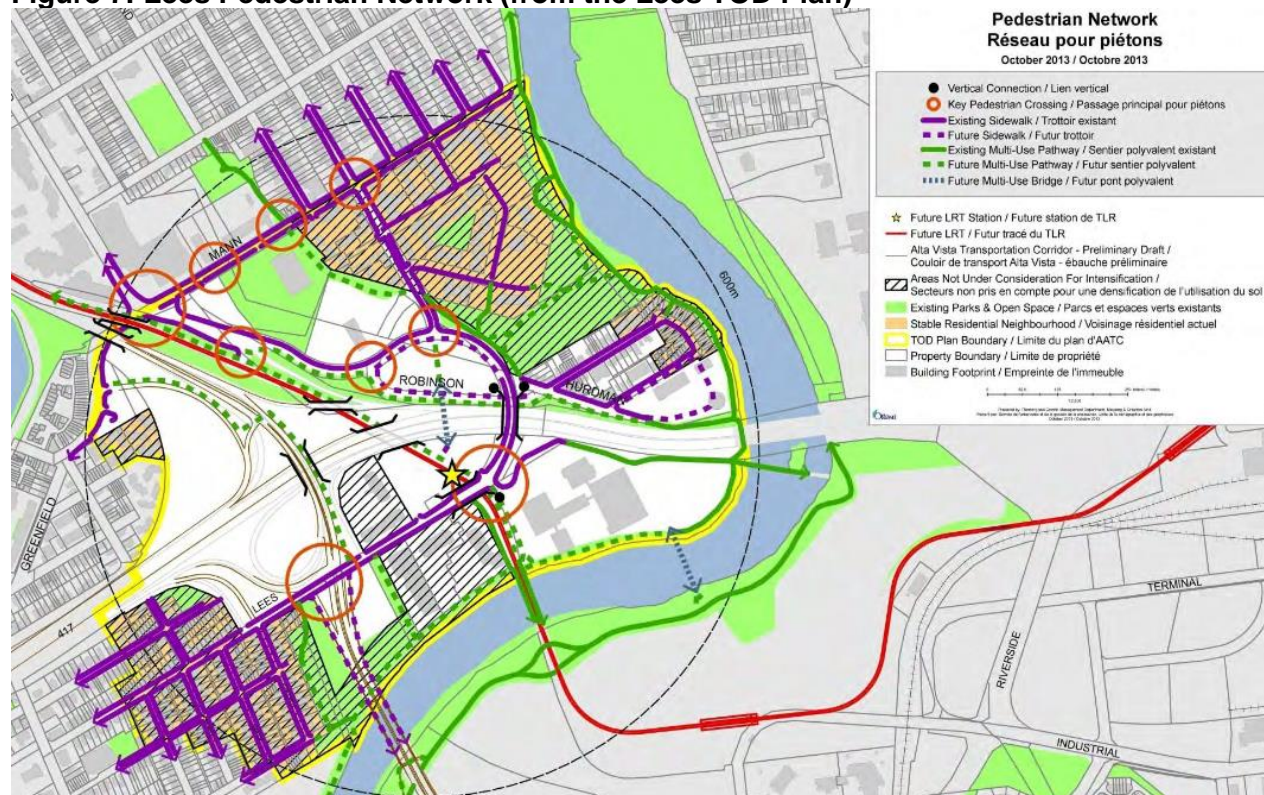 Pedestrian Network (from the Lees TOD Plan)
Pedestrian Network
Réseau pour piétons
October 2013 / Octobre 2013
Vertical Connection / Lien vertical
Key Pedestrian Crossing / Passage principal pour piétons
Existing Sidewalk / Trottoir existant
Future Sidewalk / Futur trottoir
Existing Multi-Use Pathway / Sentier polyvalent existant
Future Multi-Use Pathway / Futur sentier polyvalent
Future Multi-Use Bridge / Futur pont polyvalent
Future LRT Station / Future station de TLR
Future LRT / Futur tracé du TLR
Alta Vista Transportation Corridor - Preliminary Draft /
Couloir de transport Alta Vista - ébauche préliminaire
Areas Not Under Consideration For Intensification /
Secteurs non pris en compte pour une densification de l'utilisation du sol
Existing Parks & Open Space / Parcs et espaces verts existants
Stable Residential Neighbourhood / Voisinage résidentiel actuel
TOD Plan Boundary / Limite du plan d'AATC
Property Boundary / Limite de propriété
Building Footprint / Empreinte de l'immeuble
MANN
600m
ROBINSON
HURDMAN
GREENFIELD
LEES
417
TERMINAL
RIVERSIDE
INDUSTRIAL